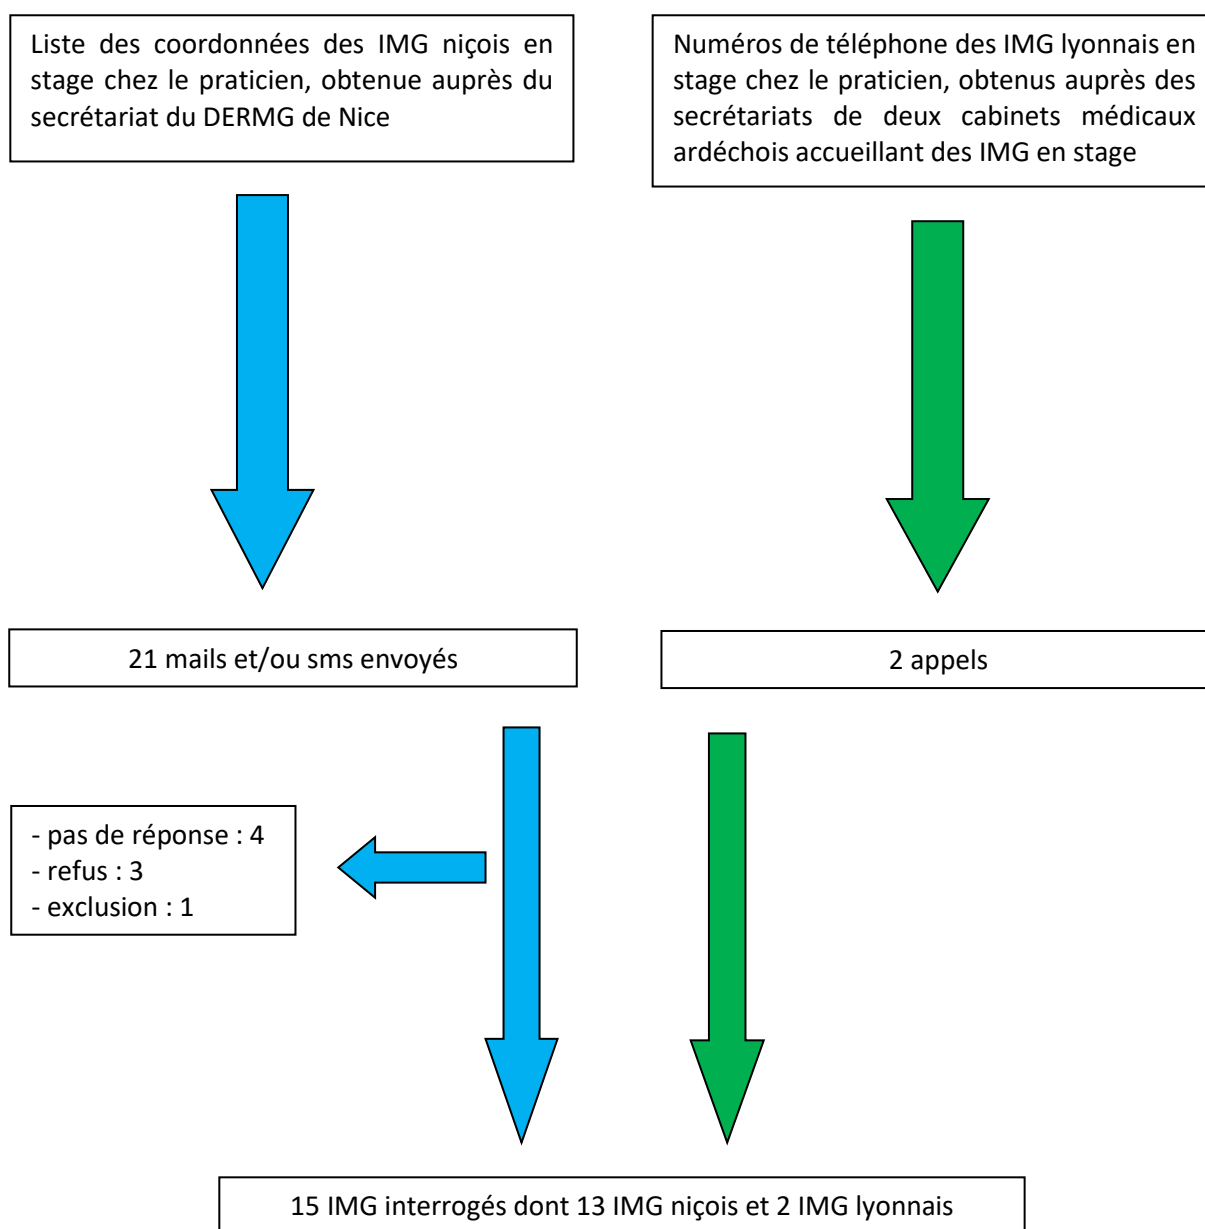 Liste des coordonnées des IMG niçois en
stage chez le praticien, obtenue auprès du
secrétariat du DERMG de Nice
Numéros de téléphone des IMG lyonnais en
stage chez le praticien, obtenus auprès des
secrétariats de deux cabinets médicaux
ardéchois accueillant des IMG en stage
21 mails et/ou sms envoyés
2 appels
- pas de réponse : 4
- refus : 3
- exclusion : 1
15 IMG interrogés dont 13 IMG niçois et 2 IMG lyonnais